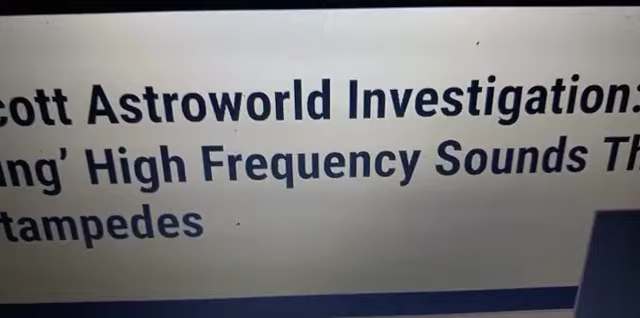 cott Astroworld Investigation:
ing' High Frequency Sounds Th
tampedes